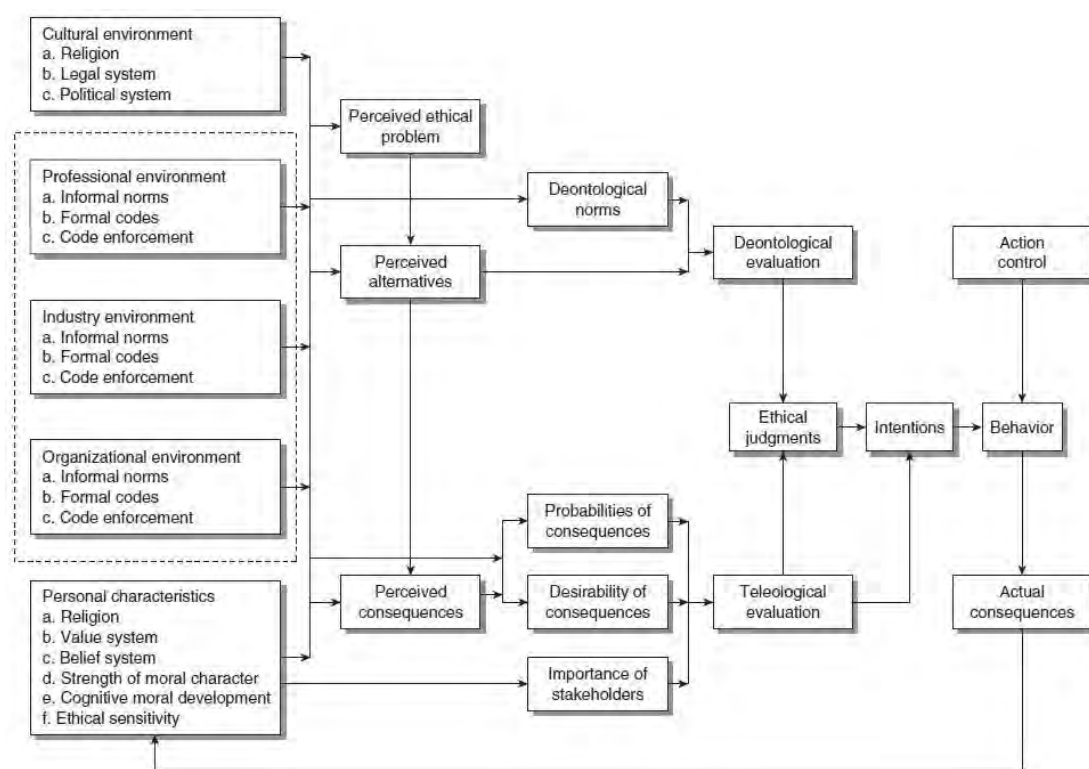 Cultural environment
a. Religion
b. Legal system
c. Political system
Perceived ethical
problem
Professional environment
a. Informal norms
b. Formal codes
c. Code enforcement
Deontological
norms
Perceived
alternatives
Deontological
evaluation
Action
control
Industry environment
a. Informal norms
b. Formal codes
c. Code enforcement
Ethical
judgments
Intentions
Behavior
Organizational environment
a. Informal norms
b. Formal codes
c. Code enforcement
Probabilities of
consequences
Personal characteristics
a. Religion
b. Value system
c. Belief system
d. Strength of moral character
e. Cognitive moral development
f. Ethical sensitivity
Perceived
consequences
Desirability of
consequences
Teleological
evaluation
Actual
consequences
Importance of
stakeholders